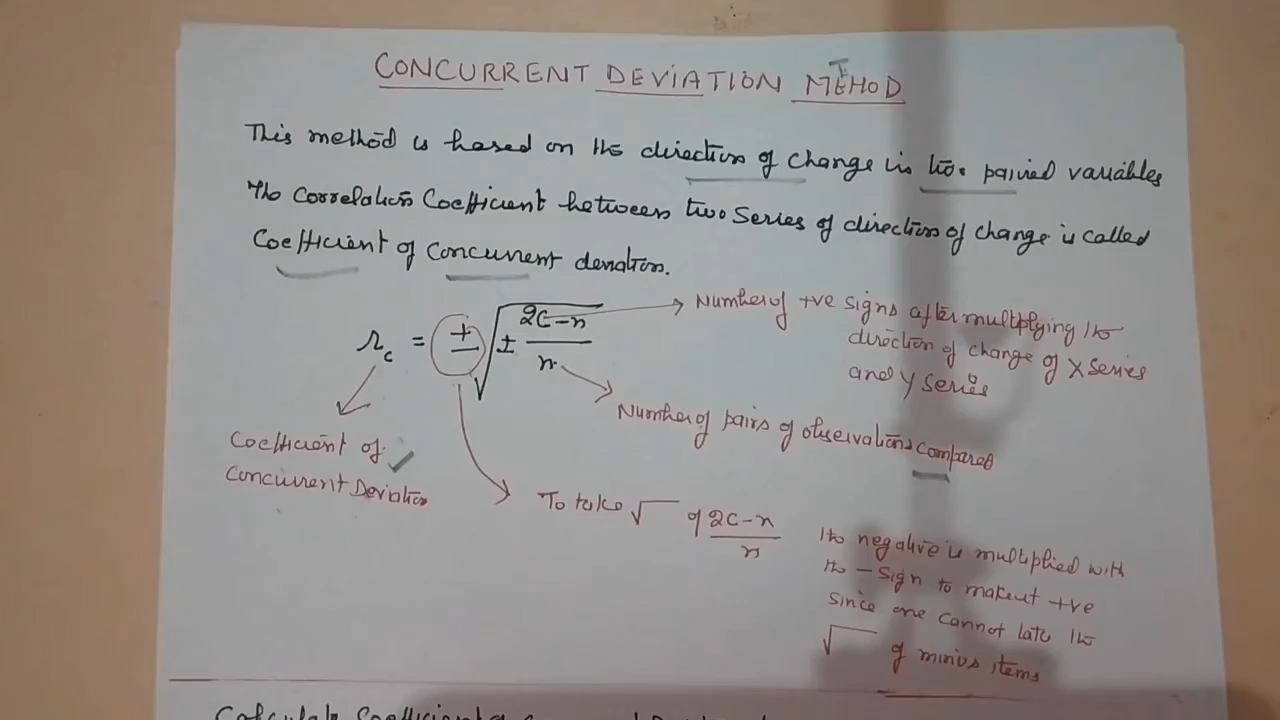 CONCURRENT DEVIATION METHOD
This method is based on the direction of change in two paired variables
The Correlation Coefficient between two Series of direction of change is called
Coefficient of Concurrent deviation.
r_c = ± √ ± 2C-n / n
Number of +ve signs after multiplying the
direction of change of X Series
and Y Series
Number of pairs of observations compared
Coefficient of
Concurrent Deviation
To take √ of 2C-n / n
the negative is multiplied with
the - sign to make it +ve
since one cannot take the
√ of minus items
Calculate Coefficient of